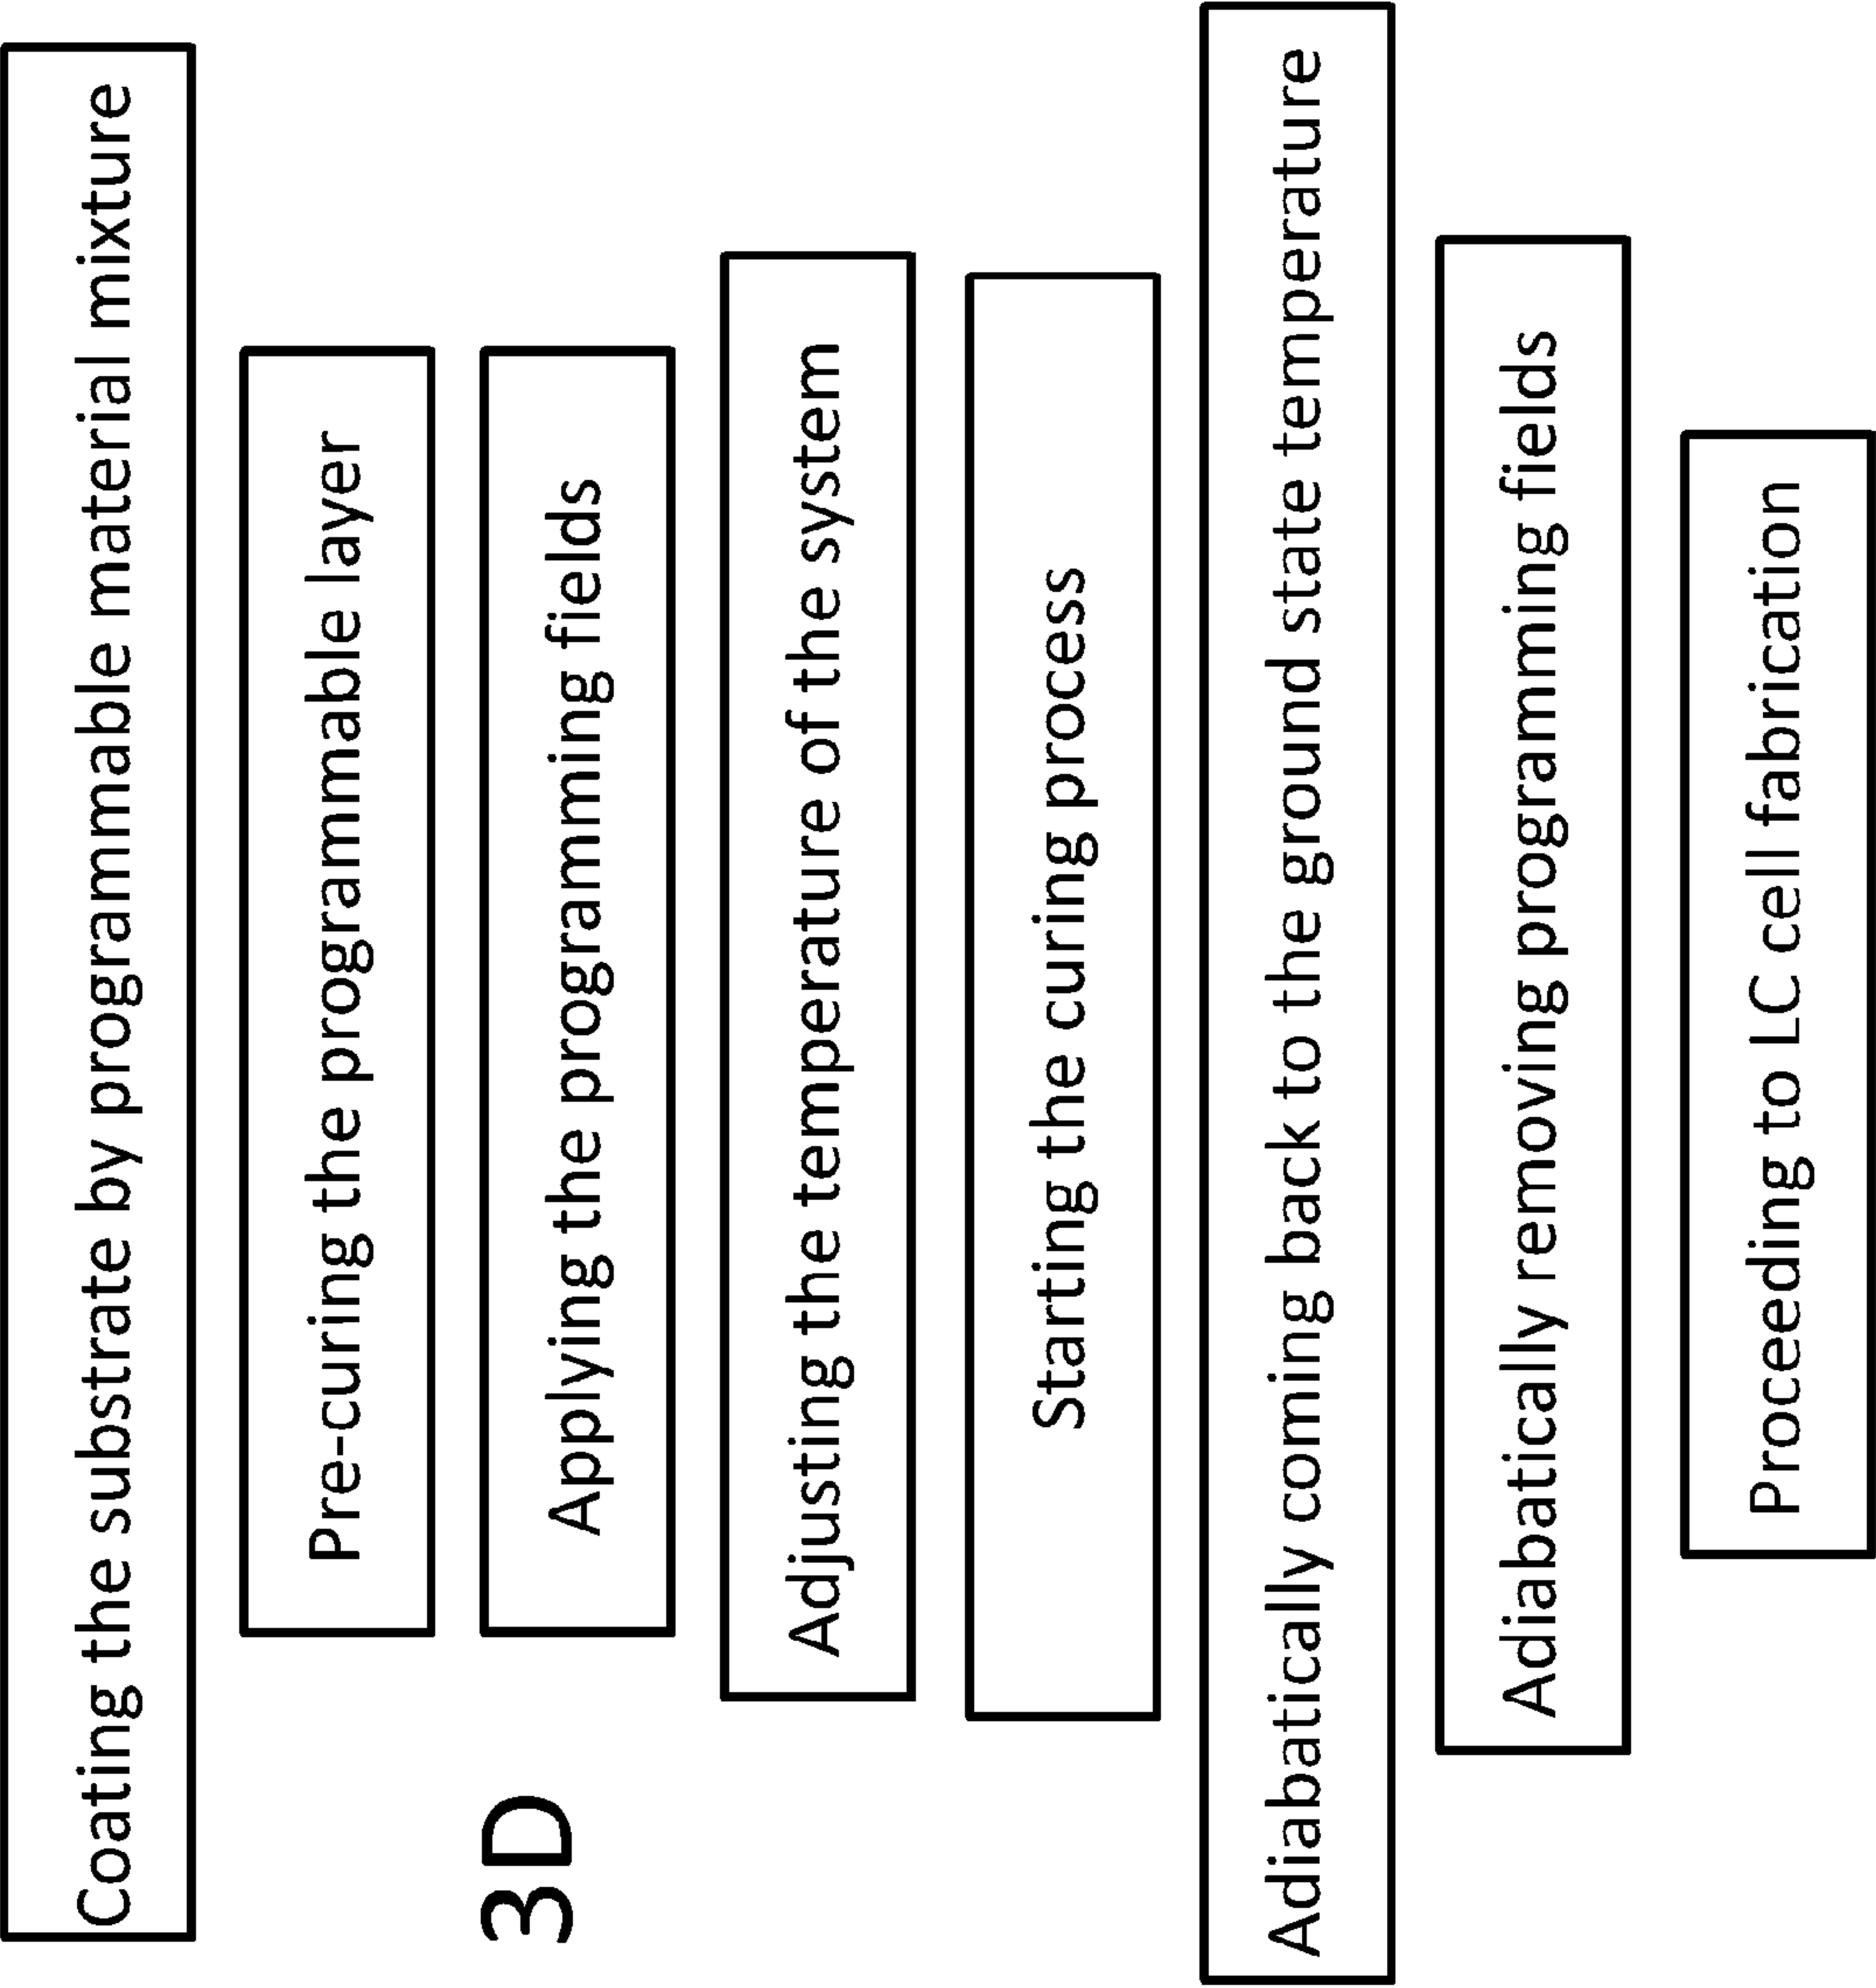 Coating the substrate by programmable material mixture
Pre-curing the programmable layer
3D
Applying the programming fields
Adjusting the temperature of the system
Starting the curing process
Adiabatically coming back to the ground state temperature
Adiabatically removing programming fields
Proceeding to LC cell fabrication